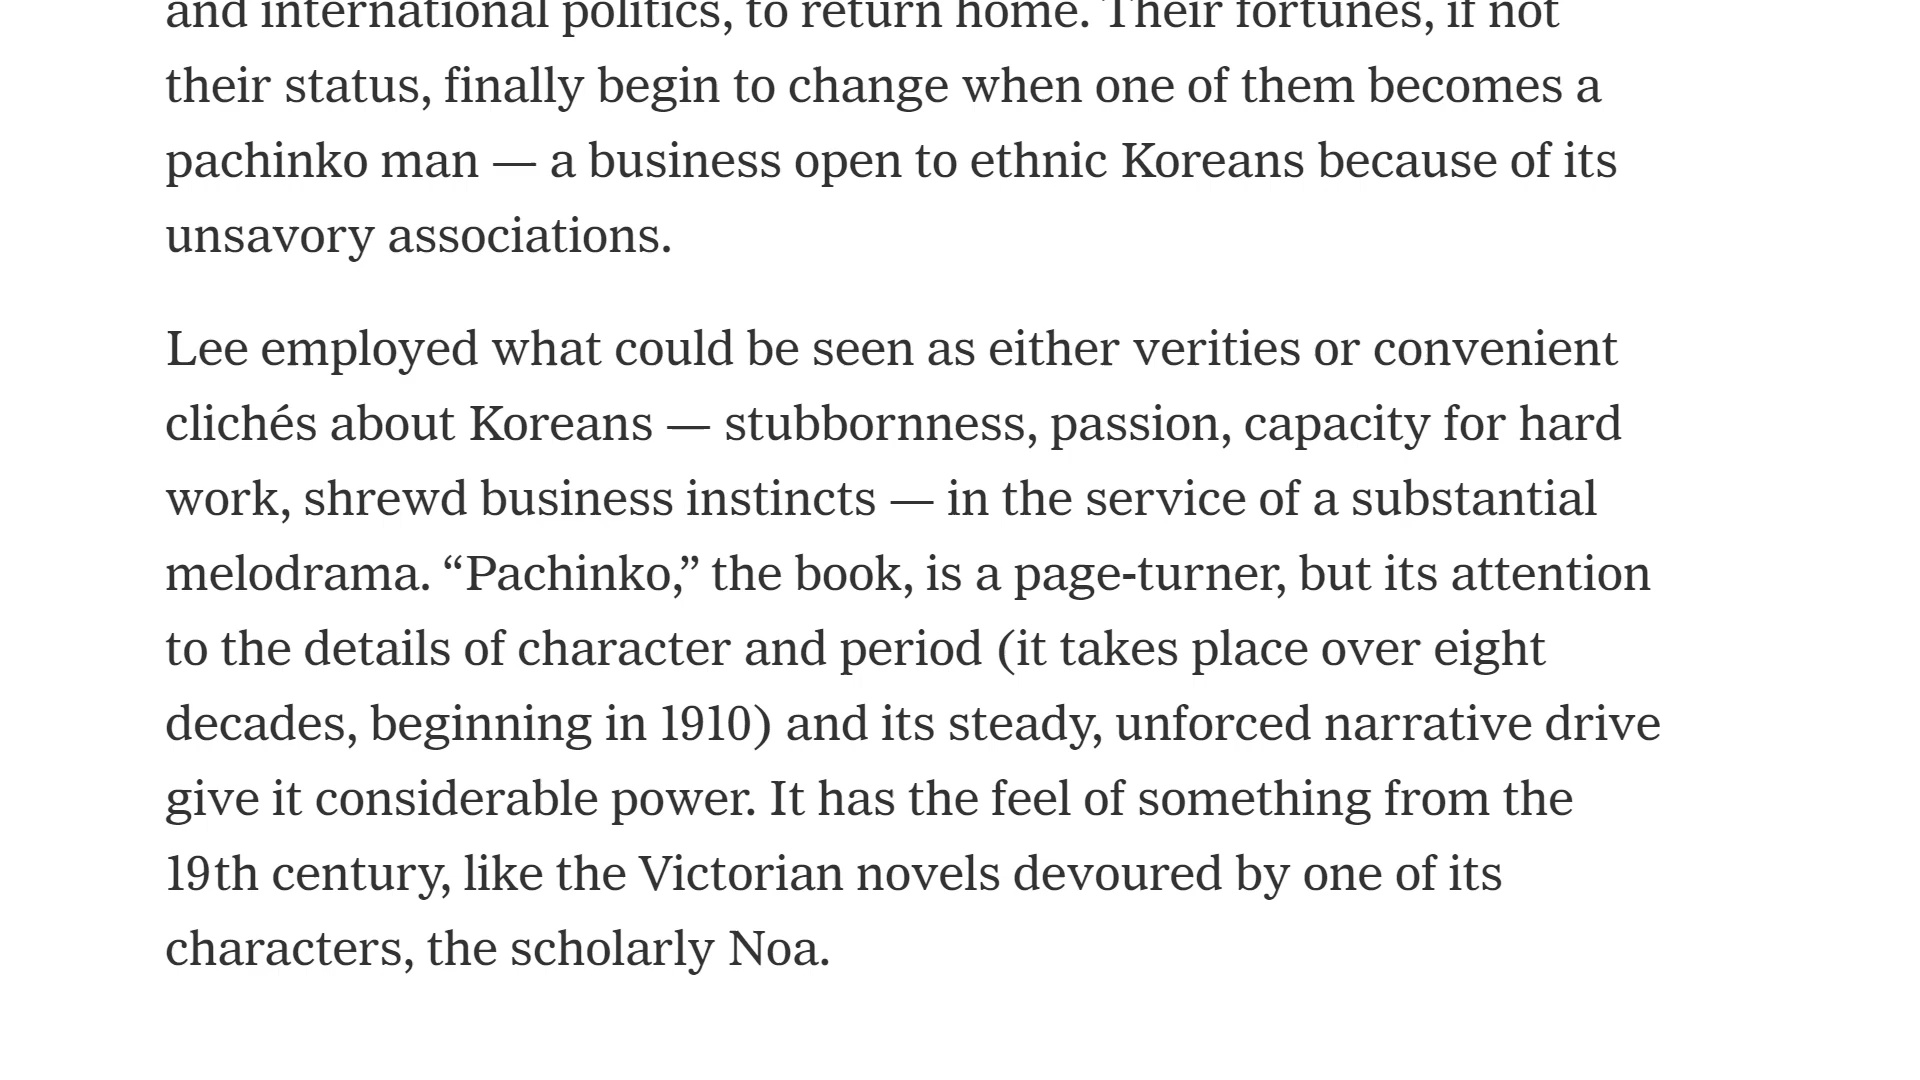 and international politics, to return home. Their fortunes, if not
their status, finally begin to change when one of them becomes a
pachinko man — a business open to ethnic Koreans because of its
unsavory associations.
Lee employed what could be seen as either verities or convenient
clichés about Koreans — stubbornness, passion, capacity for hard
work, shrewd business instincts — in the service of a substantial
melodrama. “Pachinko,” the book, is a page-turner, but its attention
to the details of character and period (it takes place over eight
decades, beginning in 1910) and its steady, unforced narrative drive
give it considerable power. It has the feel of something from the
19th century, like the Victorian novels devoured by one of its
characters, the scholarly Noa.